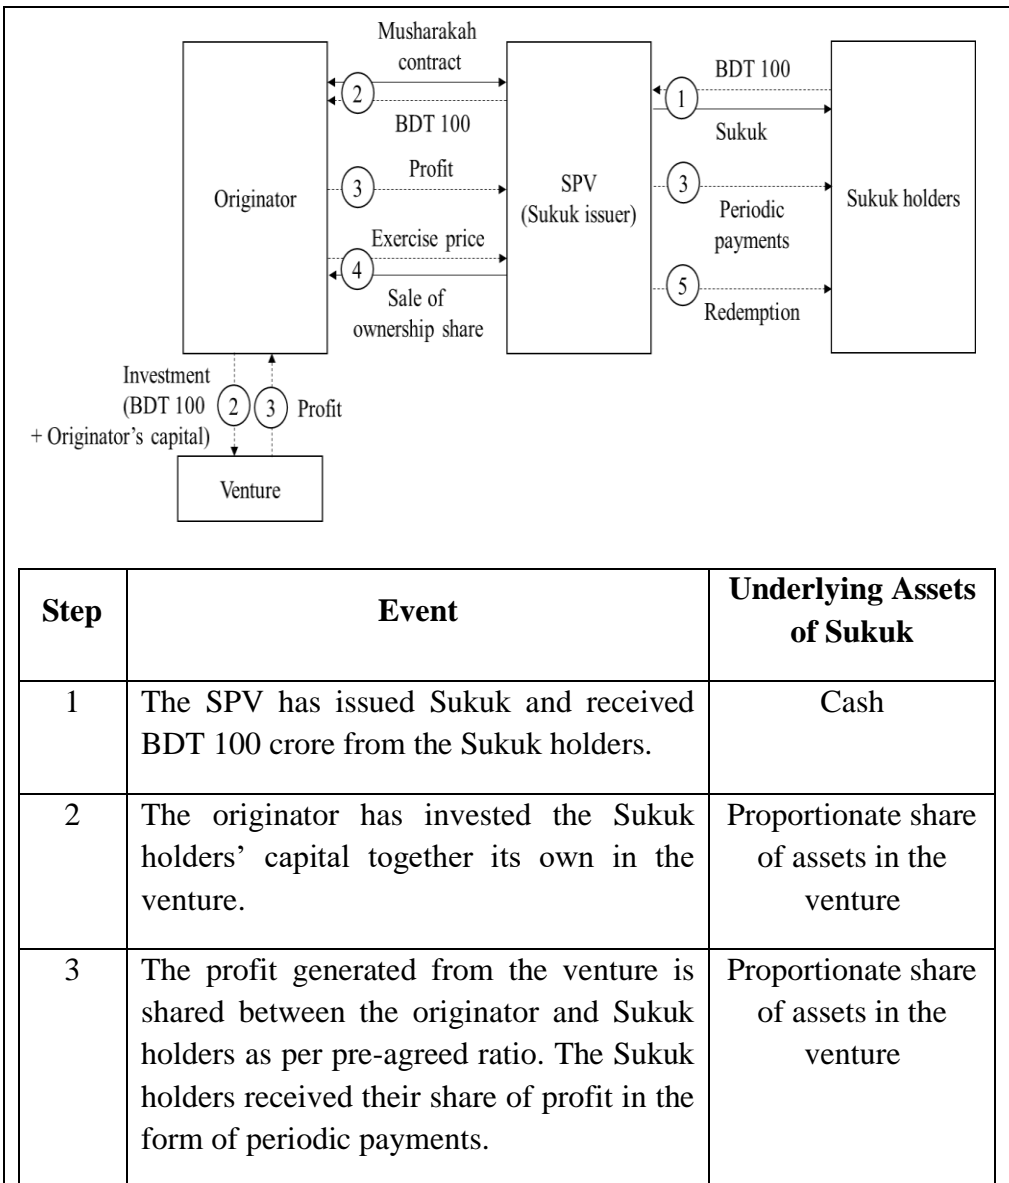 Musharakah
contract
2
BDT 100
BDT 100
1
Sukuk
Originator
Profit
3
SPV
(Sukuk issuer)
3
Periodic
payments
Sukuk holders
Exercise price
4
Sale of
ownership share
5
Redemption
Investment
(BDT 100
+ Originator’s capital)
2
3
Profit
Venture
Step
Event
Underlying Assets
of Sukuk
1
The SPV has issued Sukuk and received
BDT 100 crore from the Sukuk holders.
Cash
2
The originator has invested the Sukuk
holders’ capital together its own in the
venture.
Proportionate share
of assets in the
venture
3
The profit generated from the venture is
shared between the originator and Sukuk
holders as per pre-agreed ratio. The Sukuk
holders received their share of profit in the
form of periodic payments.
Proportionate share
of assets in the
venture